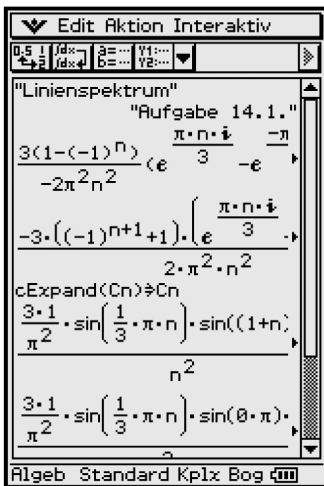 Edit Aktion Interaktiv
"Linienspektrum"
"Aufgabe 14.1."
3(1-(-1)^n)/(-2π^2n^2) (e^(π·n·i/3) -e^(-π
-3·((-1)^(n+1)+1)·(e^(π·n·i/3) -
2·π^2·n^2
cExpand(Cn)⇒Cn
3·1/π^2 ·sin(1/3 ·π·n)·sin((1+n)
n^2
3·1/π^2 ·sin(1/3 ·π·n)·sin(0·π)·
Algeb Standard Kplx Bog